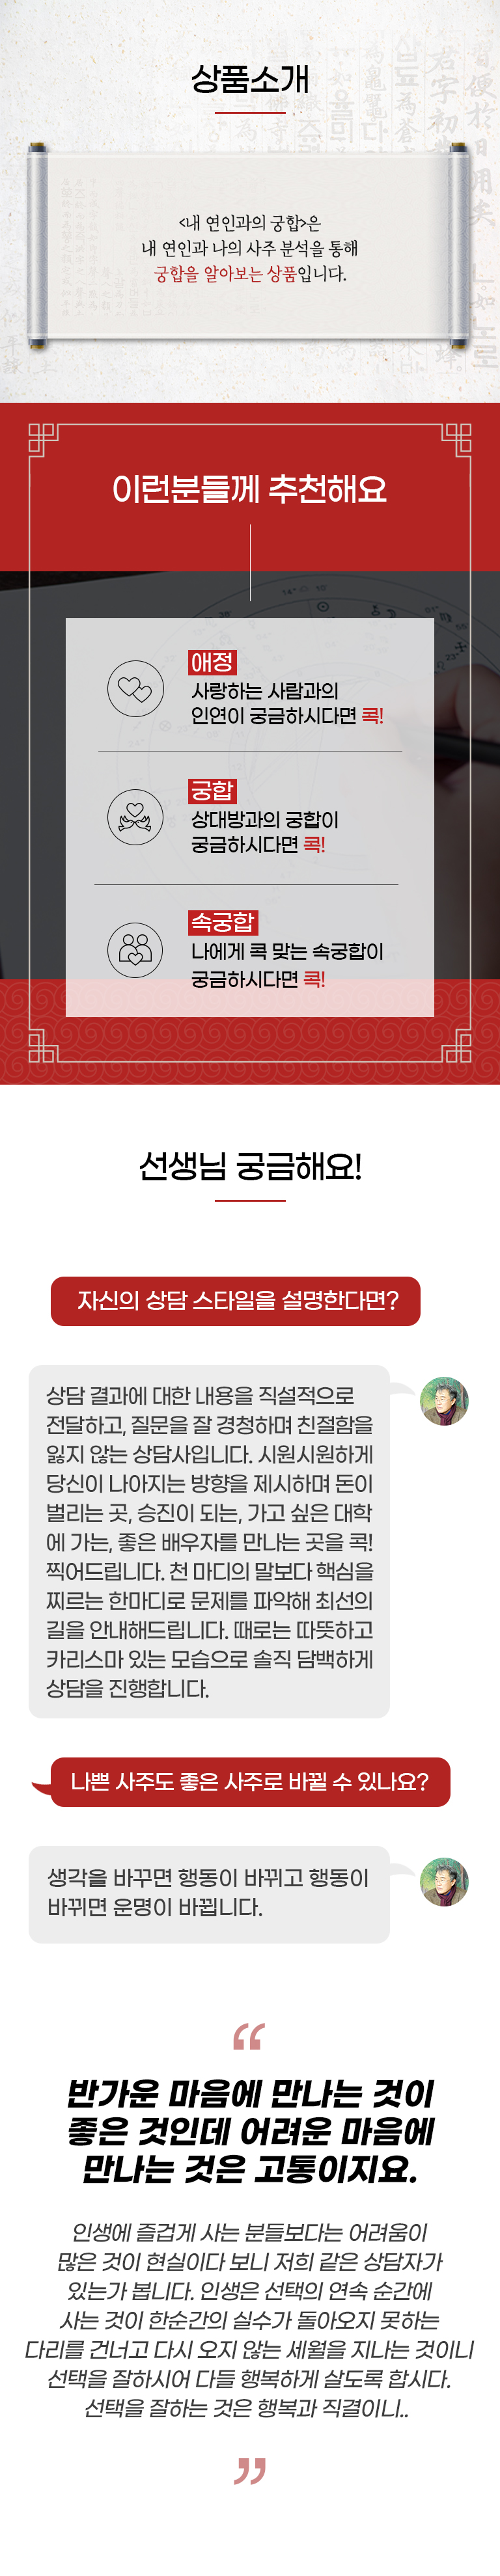 상품소개
<내 연인과의 궁합>은
내 연인과 나의 사주 분석을 통해
궁합을 알아보는 상품입니다.
이런분들께 추천해요
애정
사랑하는 사람과의
인연이 궁금하시다면 콕!
궁합
상대방과의 궁합이
궁금하시다면 콕!
속궁합
나에게 콕 맞는 속궁합이
궁금하시다면 콕!
선생님 궁금해요!
자신의 상담 스타일을 설명한다면?
상담 결과에 대한 내용을 직설적으로
전달하고, 질문을 잘 경청하며 친절함을
잃지 않는 상담사입니다. 시원시원하게
당신이 나아지는 방향을 제시하며 돈이
벌리는 곳, 승진이 되는, 가고 싶은 대학
에 가는, 좋은 배우자를 만나는 곳을 콕!
찍어드립니다. 천 마디의 말보다 핵심을
찌르는 한마디로 문제를 파악해 최선의
길을 안내해드립니다. 때로는 따뜻하고
카리스마 있는 모습으로 솔직 담백하게
상담을 진행합니다.
나쁜 사주도 좋은 사주로 바뀔 수 있나요?
생각을 바꾸면 행동이 바뀌고 행동이
바뀌면 운명이 바뀝니다.
“
반가운 마음에 만나는 것이
좋은 것인데 어려운 마음에
만나는 것은 고통이지요.
인생에 즐겁게 사는 분들보다는 어려움이
많은 것이 현실이다 보니 저희 같은 상담자가
있는가 봅니다. 인생은 선택의 연속 순간에
사는 것이 한순간의 실수가 돌아오지 못하는
다리를 건너고 다시 오지 않는 세월을 지나는 것이니
선택을 잘하시어 다들 행복하게 살도록 합시다.
선택을 잘하는 것은 행복과 직결이니..
”